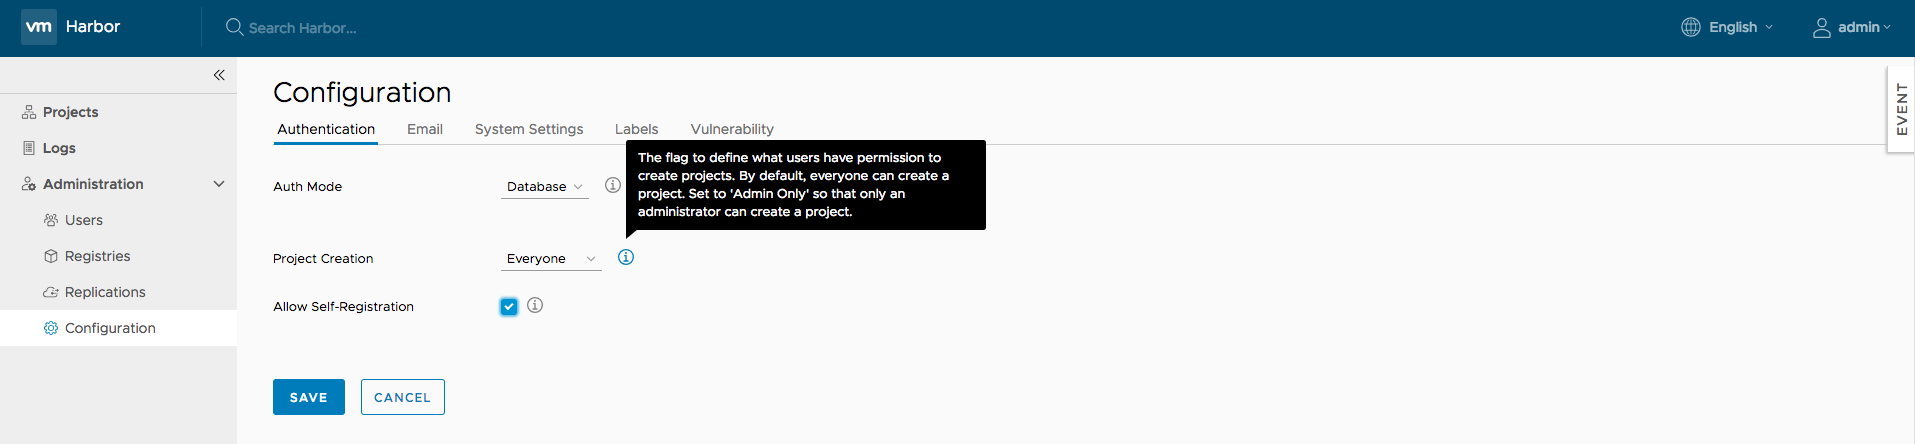 vm Harbor Search Harbor... English admin
Projects
Logs
Administration
Users
Registries
Replications
Configuration
Configuration
Authentication Email System Settings Labels Vulnerability
The flag to define what users have permission to
create projects. By default, everyone can create a
project. Set to 'Admin Only' so that only an
administrator can create a project.
Auth Mode Database
Project Creation Everyone
Allow Self-Registration
SAVE CANCEL
EVENT